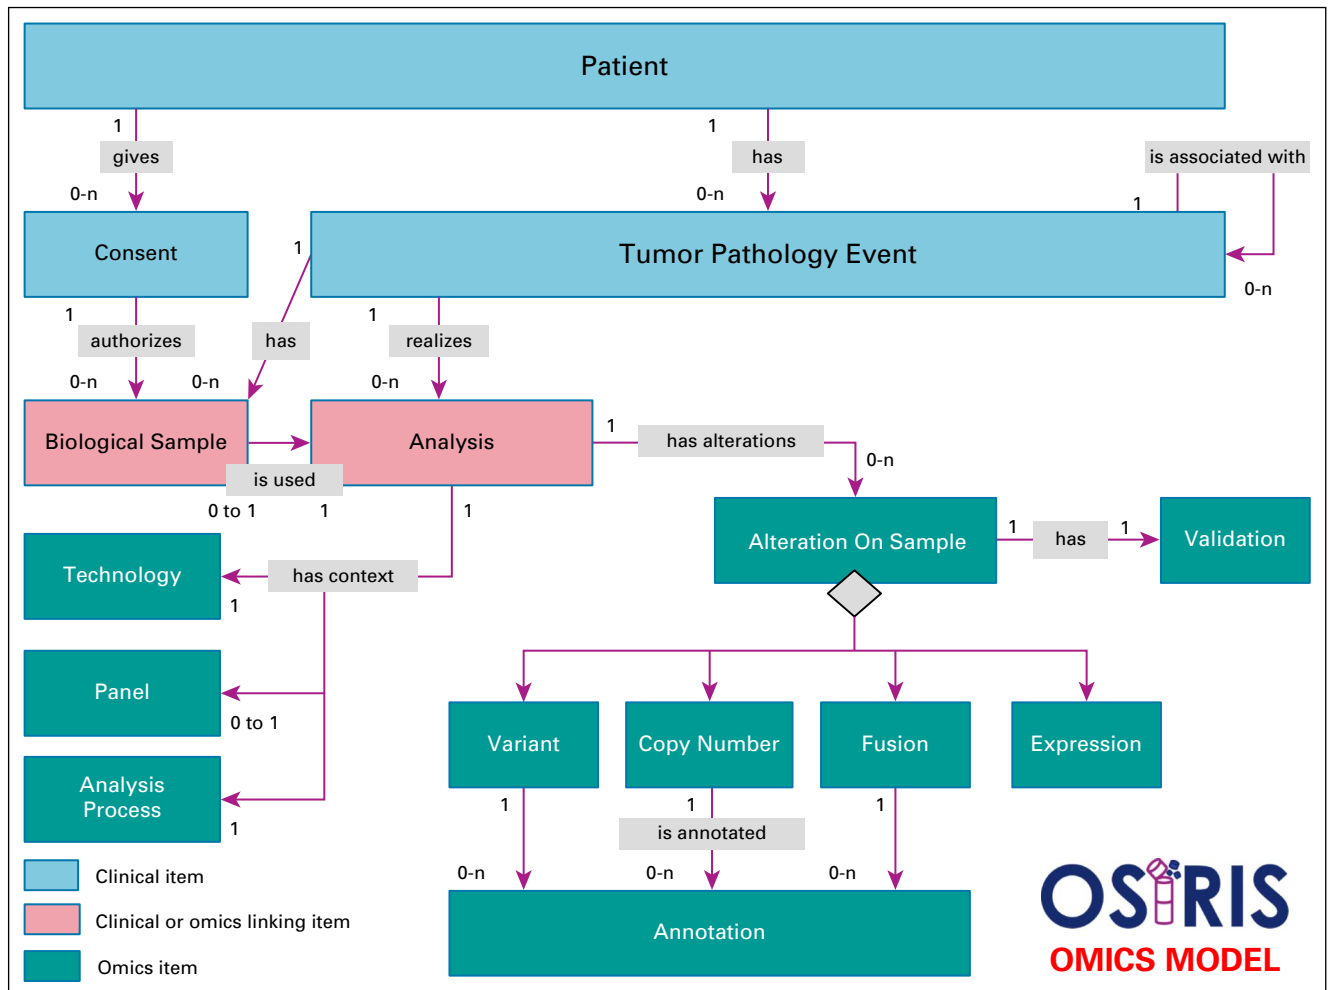 Patient
1
1
gives
has
is associated with
0-n
0-n
1
Consent
1
Tumor Pathology Event
0-n
1
1
authorizes
has
realizes
0-n
0-n
0-n
Biological Sample
Analysis
1
has alterations
0-n
is used
0 to 1
1
1
Alteration On Sample
1
has
1
Validation
Technology
has context
1
Panel
0 to 1
Variant
Copy Number
Fusion
Expression
Analysis
Process
1
1
1
1
is annotated
0-n
0-n
0-n
Annotation
Clinical item
Clinical or omics linking item
Omics item
OSIRIS
OMICS MODEL